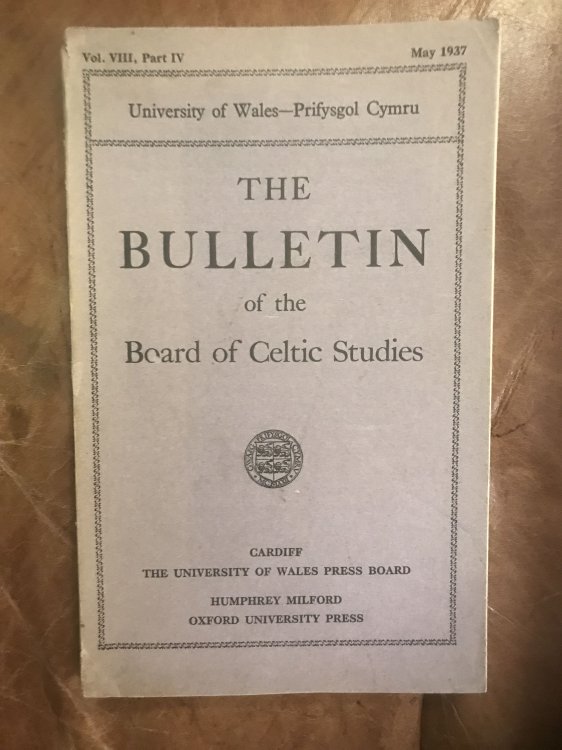 Vol. VIII, Part IV
May 1937
University of Wales—Prifysgol Cymru
THE
BULLETIN
of the
Board of Celtic Studies
CARDIFF
THE UNIVERSITY OF WALES PRESS BOARD
HUMPHREY MILFORD
OXFORD UNIVERSITY PRESS